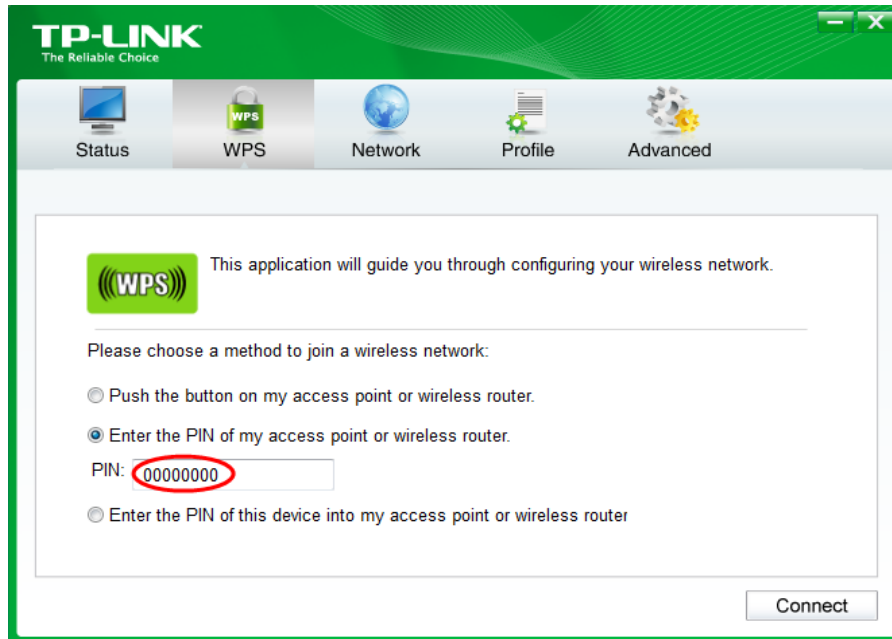 TP-LINK
The Reliable Choice
Status WPS Network Profile Advanced
WPS
(((WPS)))
This application will guide you through configuring your wireless network.
Please choose a method to join a wireless network:
Push the button on my access point or wireless router.
Enter the PIN of my access point or wireless router.
PIN: 00000000
Enter the PIN of this device into my access point or wireless router
Connect